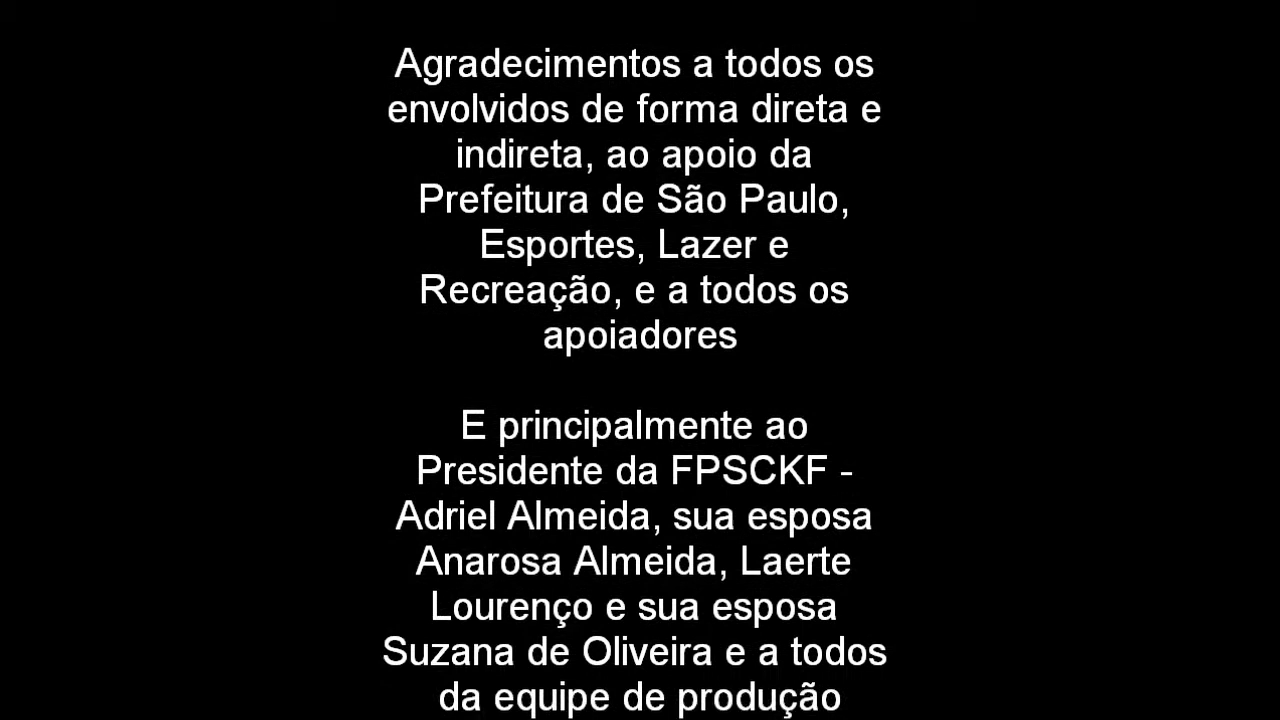 Agradecimentos a todos os
envolvidos de forma direta e
indireta, ao apoio da
Prefeitura de São Paulo,
Esportes, Lazer e
Recreação, e a todos os
apoiadores
E principalmente ao
Presidente da FPSCKF -
Adriel Almeida, sua esposa
Anarosa Almeida, Laerte
Lourenço e sua esposa
Suzana de Oliveira e a todos
da equipe de produção